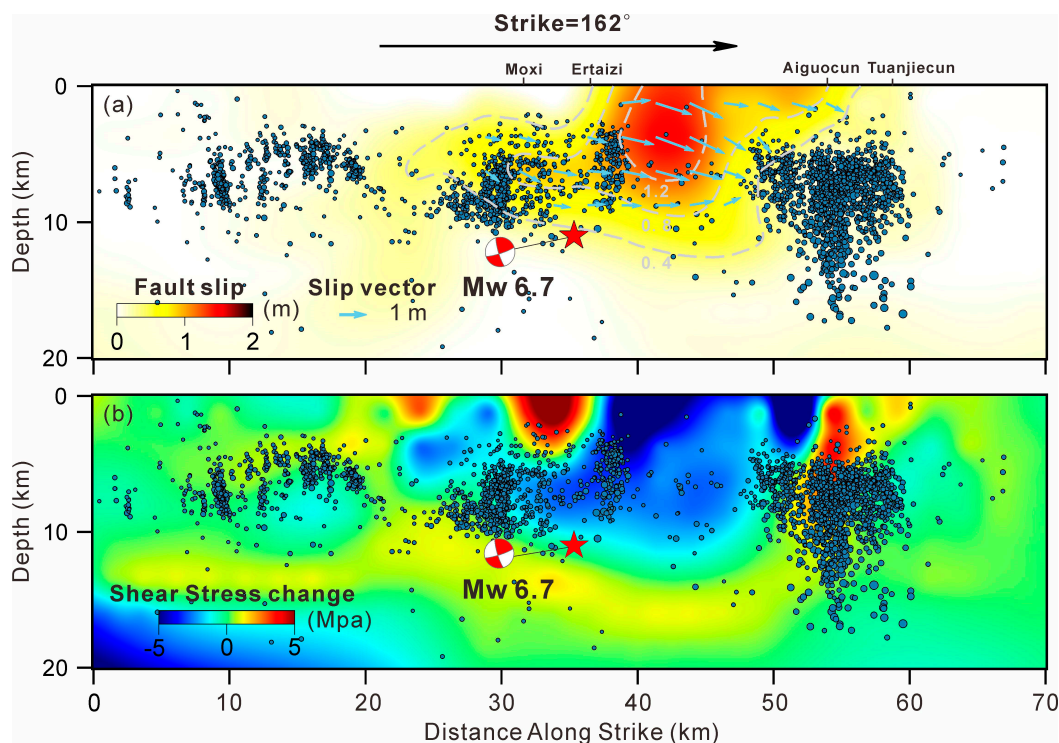 Strike=162°
Moxi Ertaizi Aiguocun Tuanjiecun
(a)
0
10
20
Depth (km)
1.2
0.8
0.4
Mw 6.7
Fault slip
(m)
0 1 2
Slip vector
1 m
(b)
0
10
20
Depth (km)
Mw 6.7
Shear Stress change
(Mpa)
-5 0 5
0 10 20 30 40 50 60 70
Distance Along Strike (km)